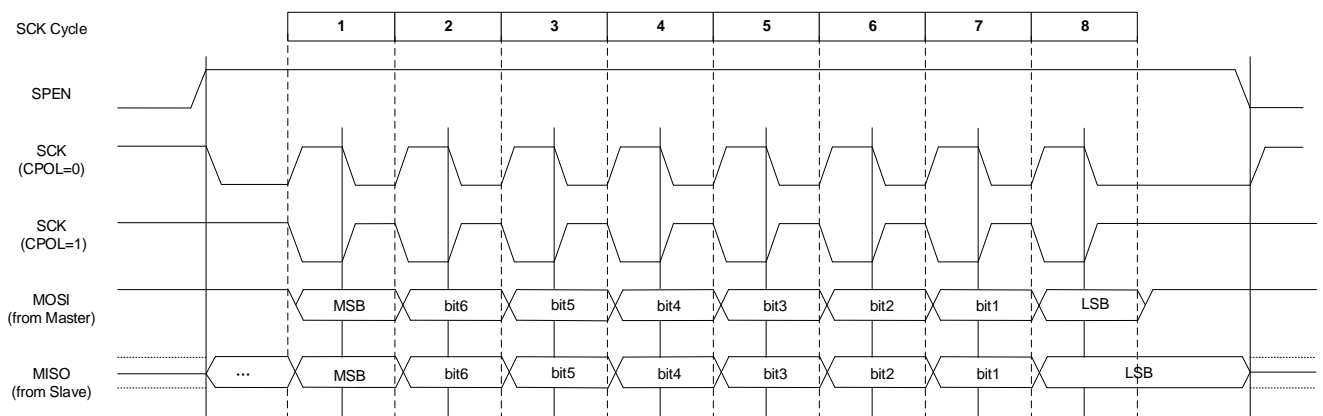 SCK Cycle 1 2 3 4 5 6 7 8
SPEN
SCK
(CPOL=0)
SCK
(CPOL=1)
MOSI
(from Master)
MSB bit6 bit5 bit4 bit3 bit2 bit1 LSB
MISO
(from Slave)
... MSB bit6 bit5 bit4 bit3 bit2 bit1 LSB